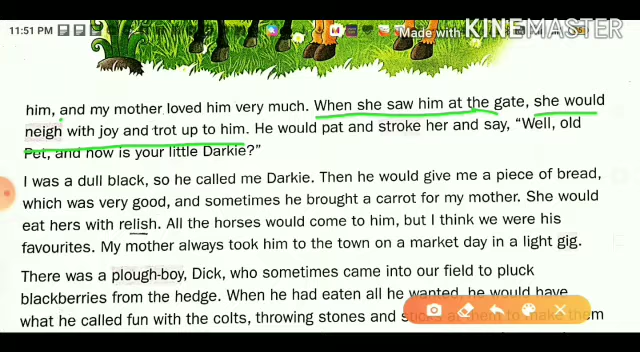 11:51 PM
Made with KINEMASTER
him, and my mother loved him very much. When she saw him at the gate, she would
neigh with joy and trot up to him. He would pat and stroke her and say, “Well, old
Pet, and how is your little Darkie?”
I was a dull black, so he called me Darkie. Then he would give me a piece of bread,
which was very good, and sometimes he brought a carrot for my mother. She would
eat hers with relish. All the horses would come to him, but I think we were his
favourites. My mother always took him to the town on a market day in a light gig.
There was a plough-boy, Dick, who sometimes came into our field to pluck
blackberries from the hedge. When he had eaten all he wanted, he would have
what he called fun with the colts, throwing stones and sticks at them to make them